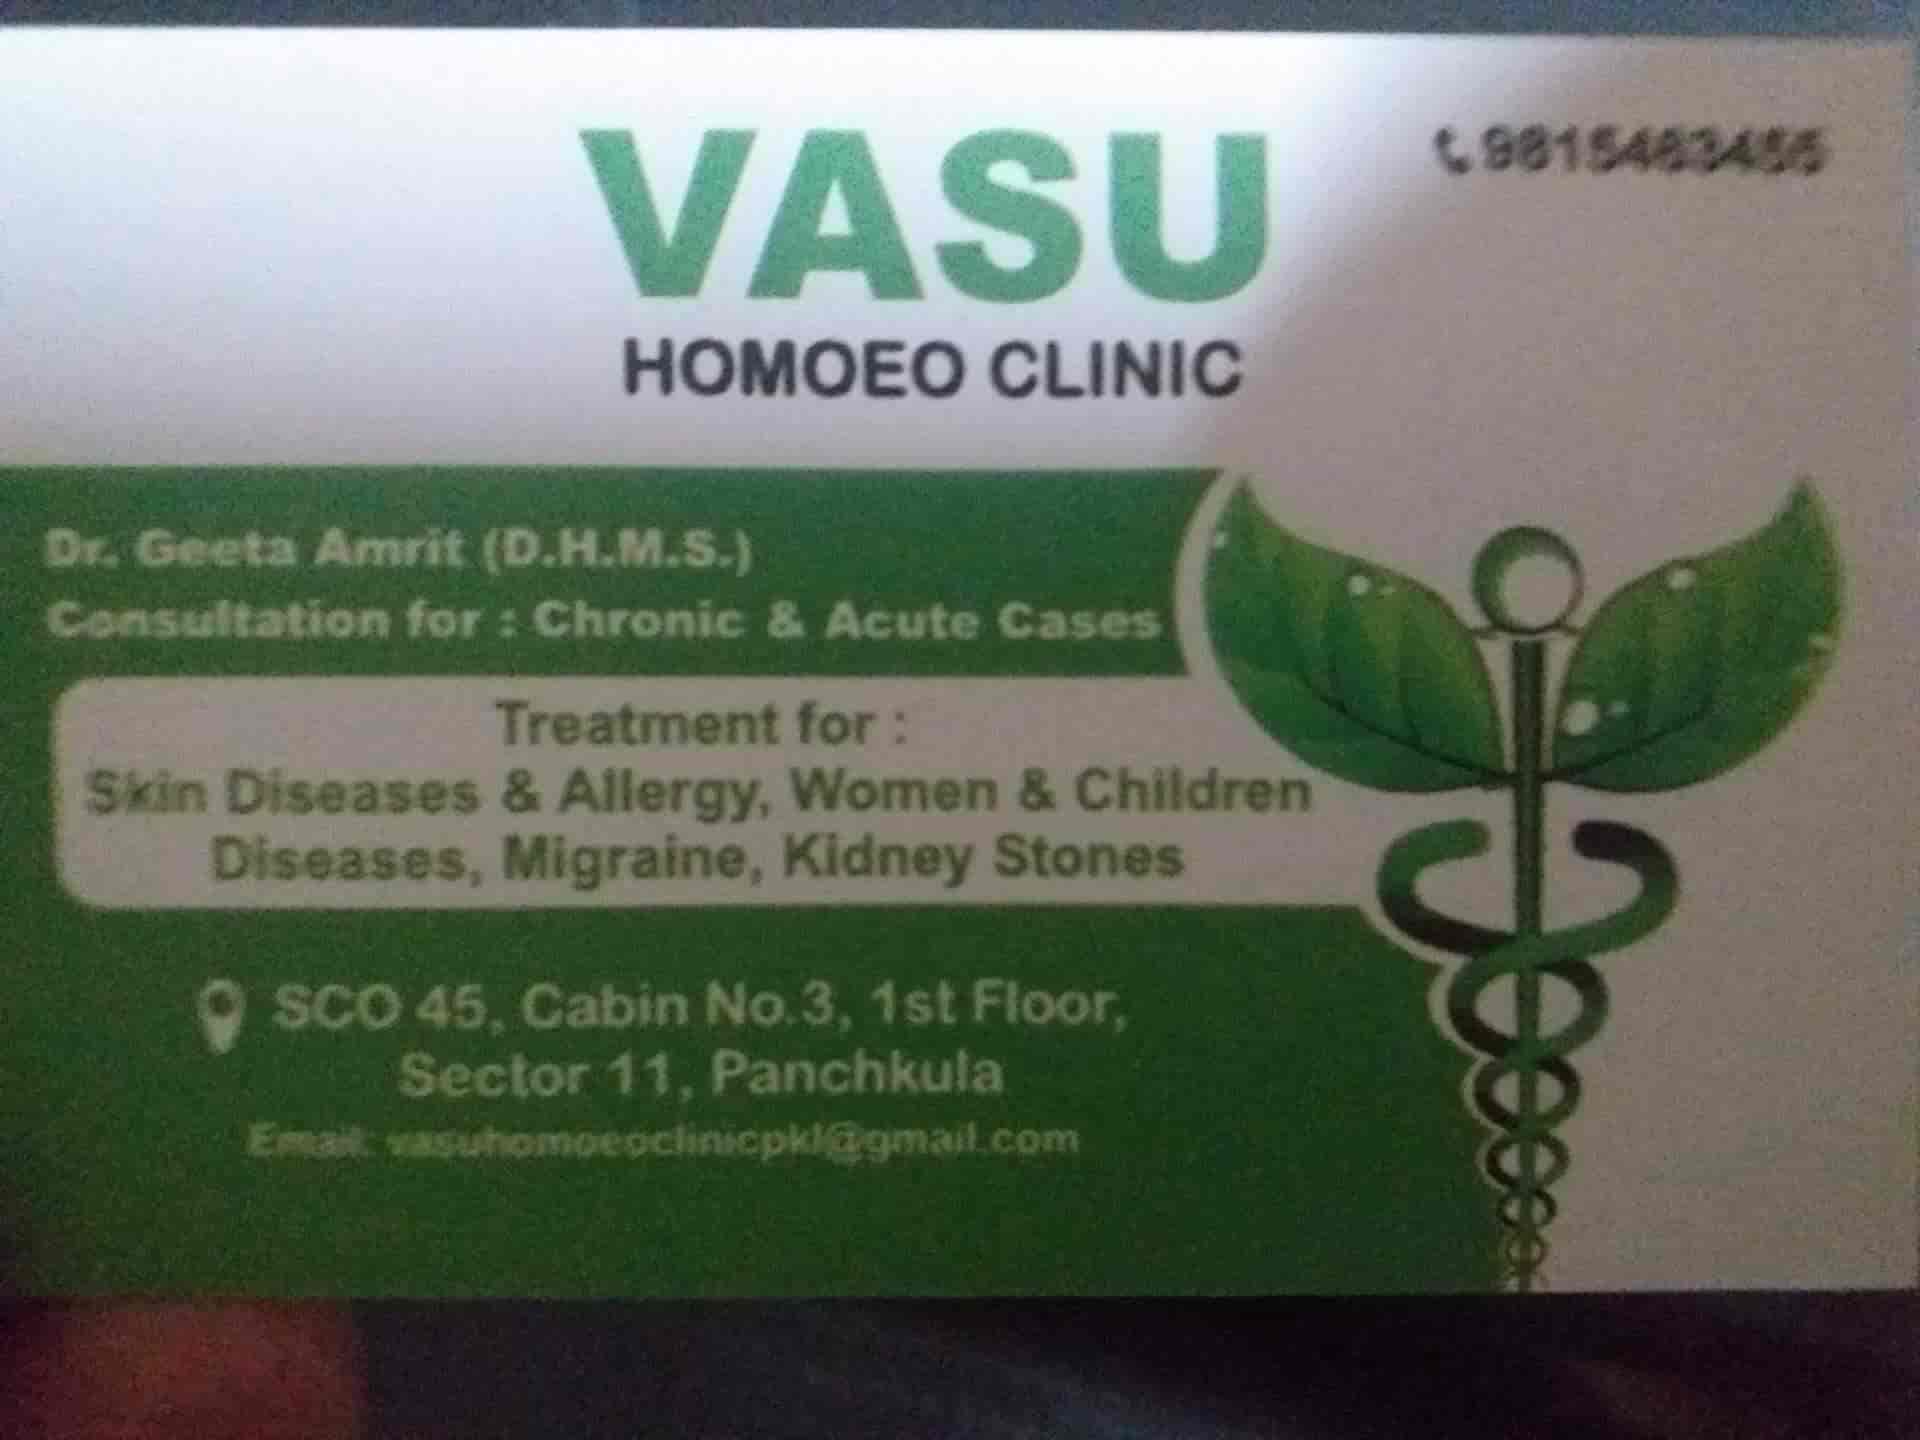 VASU
HOMOEO CLINIC
Dr. Geeta Amrit (D.H.M.S.)
Consultation for : Chronic & Acute Cases
Treatment for :
Skin Diseases & Allergy, Women & Children
Diseases, Migraine, Kidney Stones
SCO 45, Cabin No.3, 1st Floor,
Sector 11, Panchkula
Email: vasuhomoeoclinicpkl@gmail.com